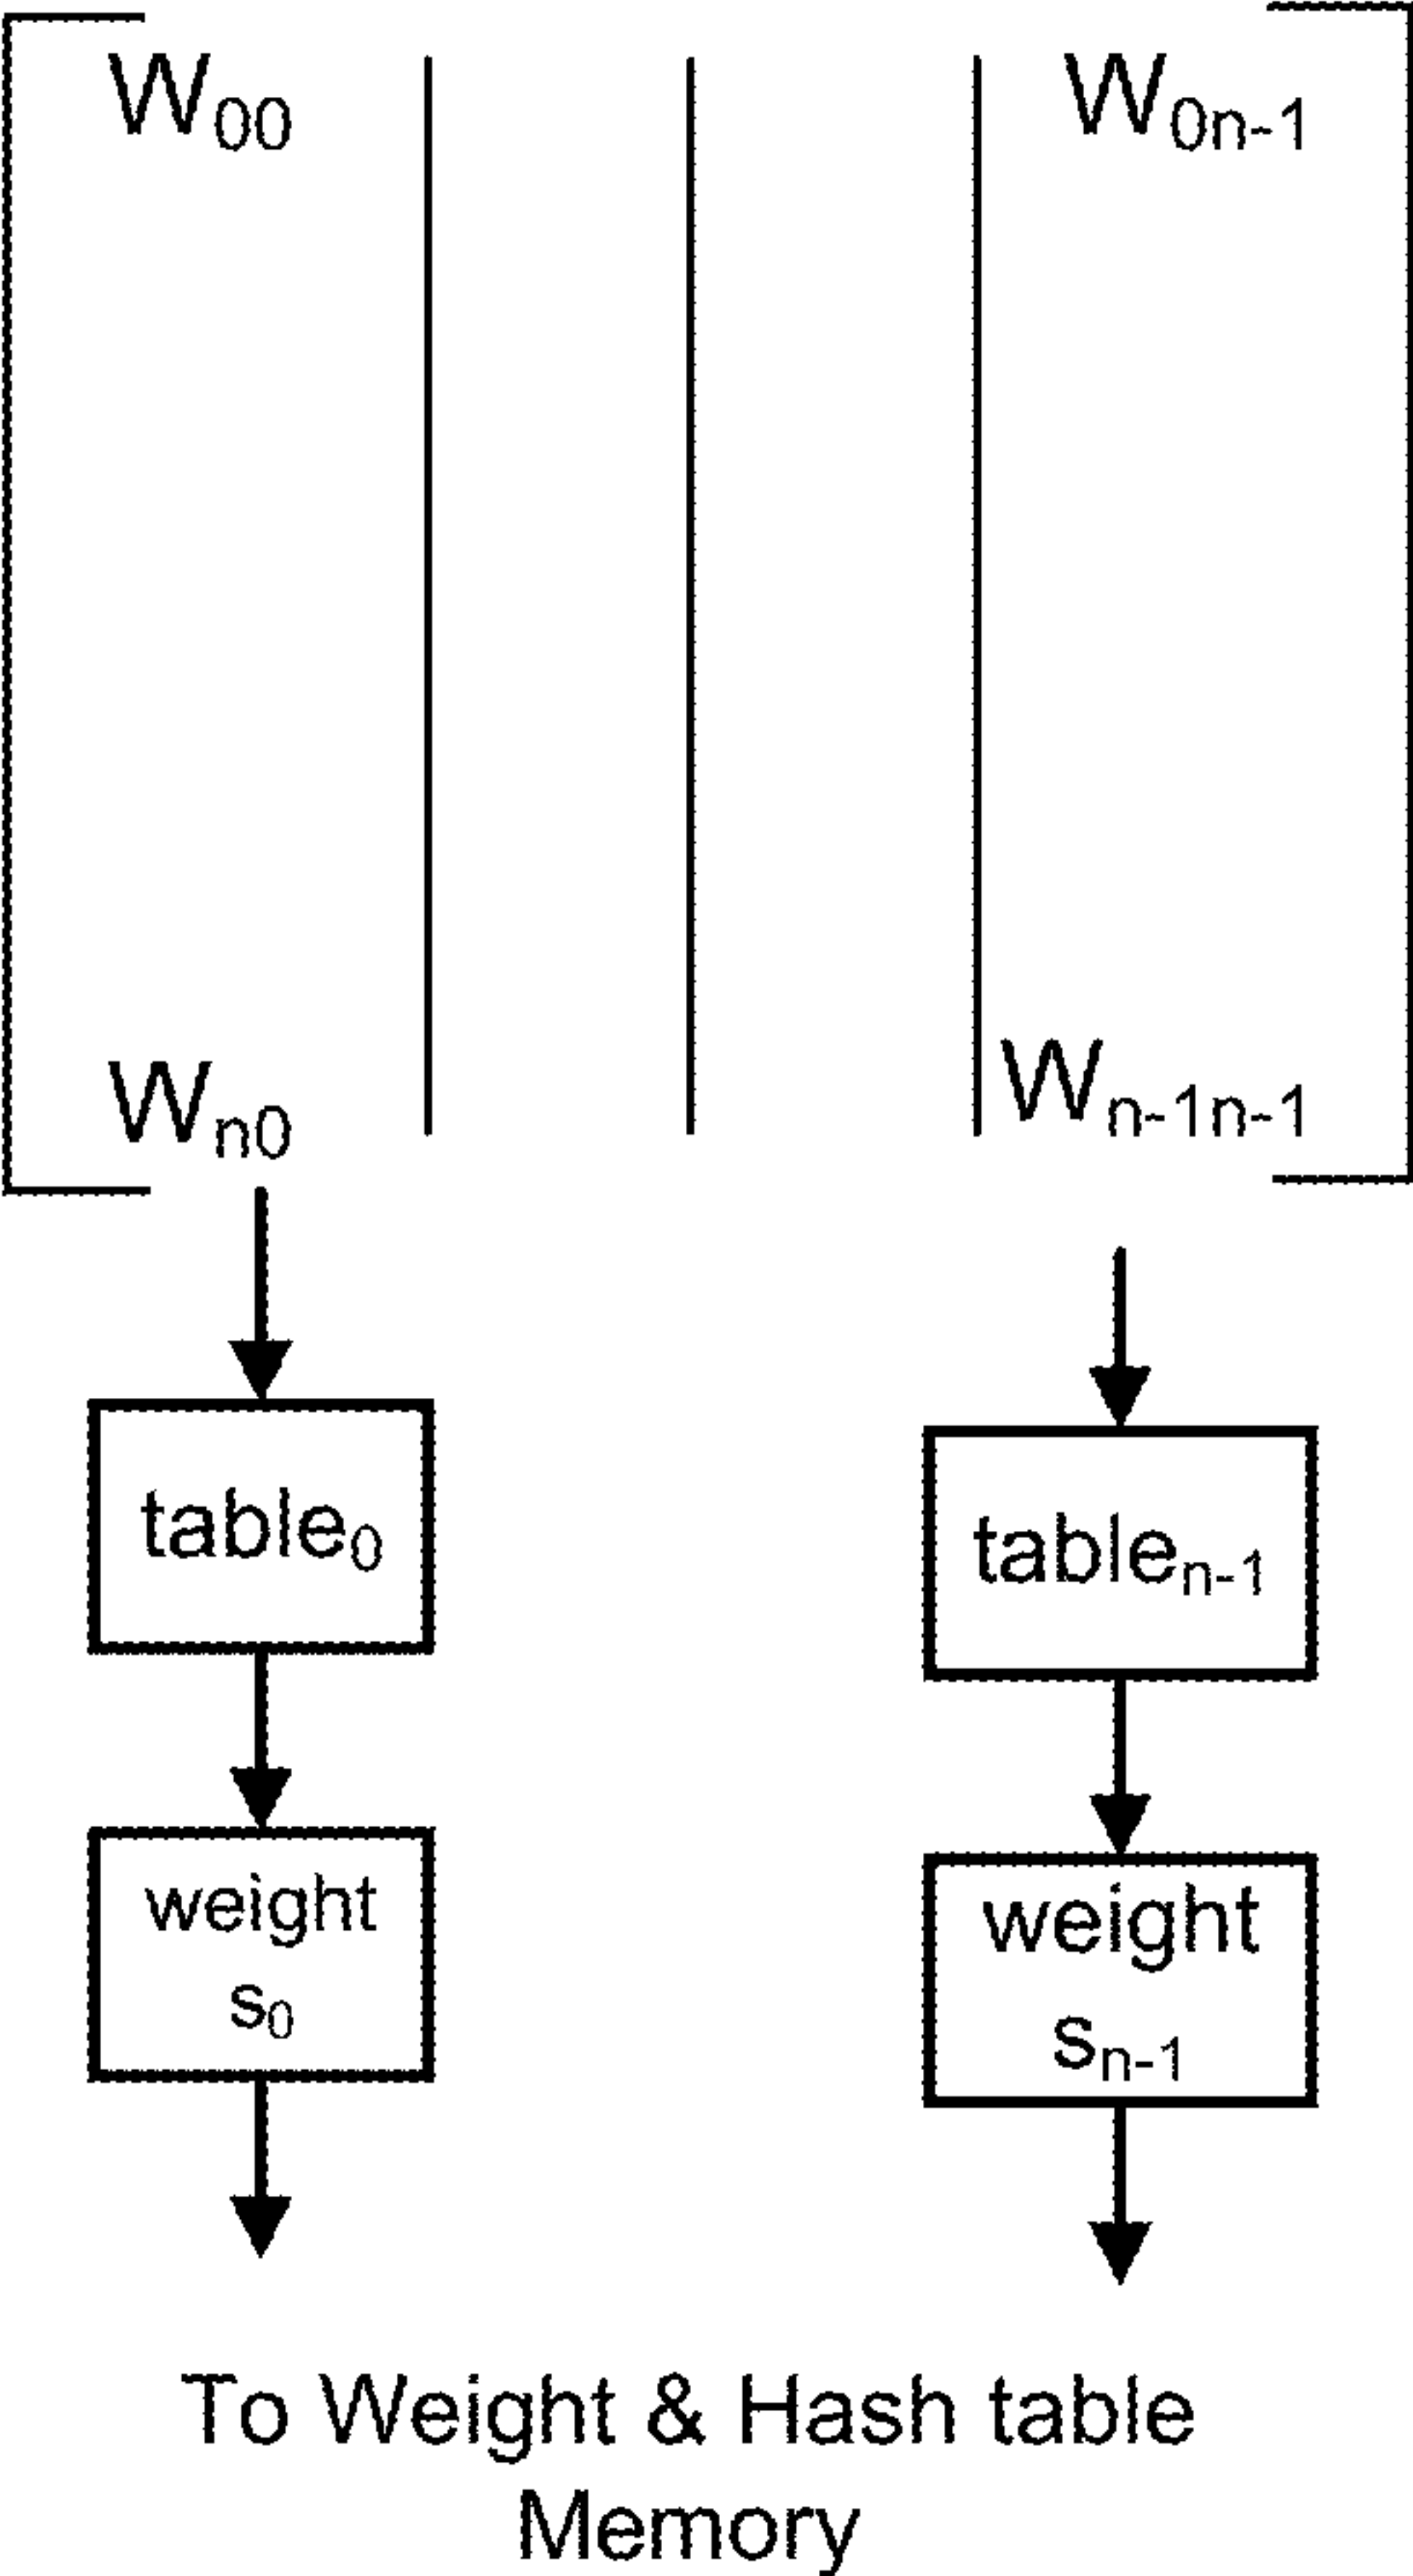 W00 W0n-1
Wn0 Wn-1n-1
table0 tablen-1
weight
s0
weight
sn-1
To Weight & Hash table
Memory